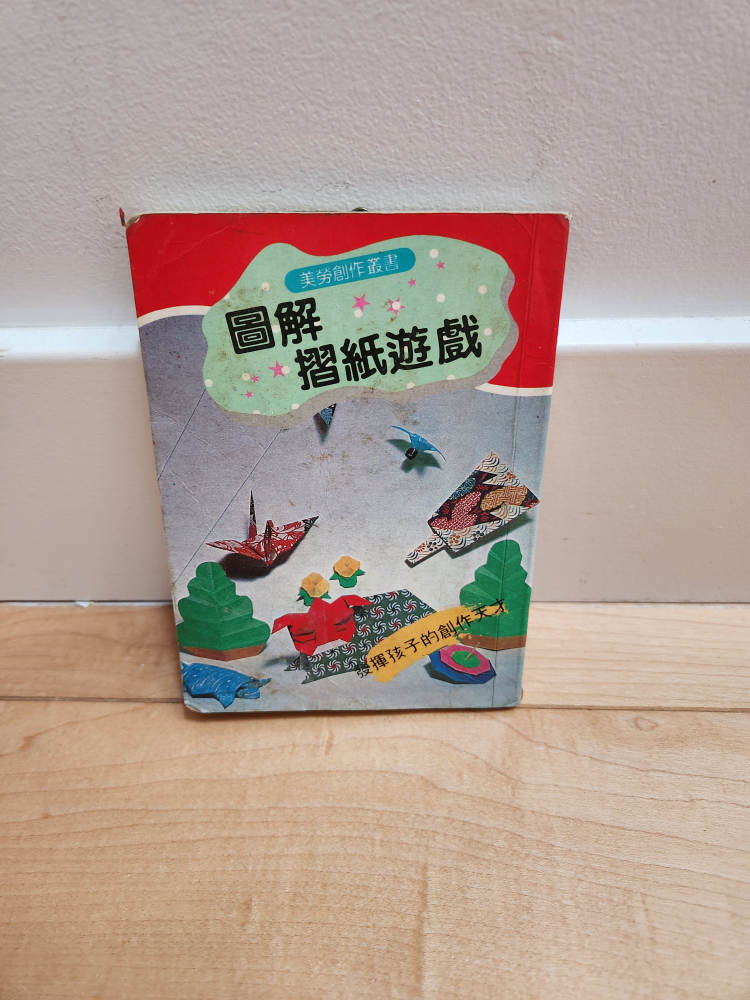 美勞創作叢書
圖解
摺紙遊戲
發揮孩子的創作天才